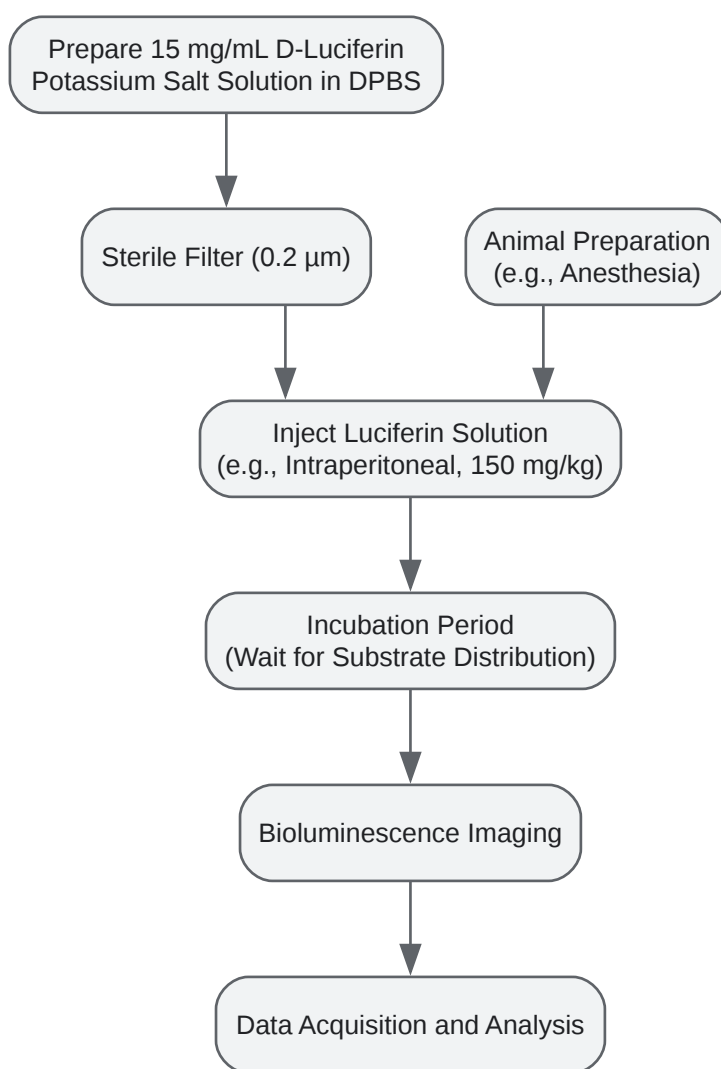 Prepare 15 mg/mL D-Luciferin
Potassium Salt Solution in DPBS
Sterile Filter (0.2 µm)
Animal Preparation
(e.g., Anesthesia)
Inject Luciferin Solution
(e.g., Intraperitoneal, 150 mg/kg)
Incubation Period
(Wait for Substrate Distribution)
Bioluminescence Imaging
Data Acquisition and Analysis